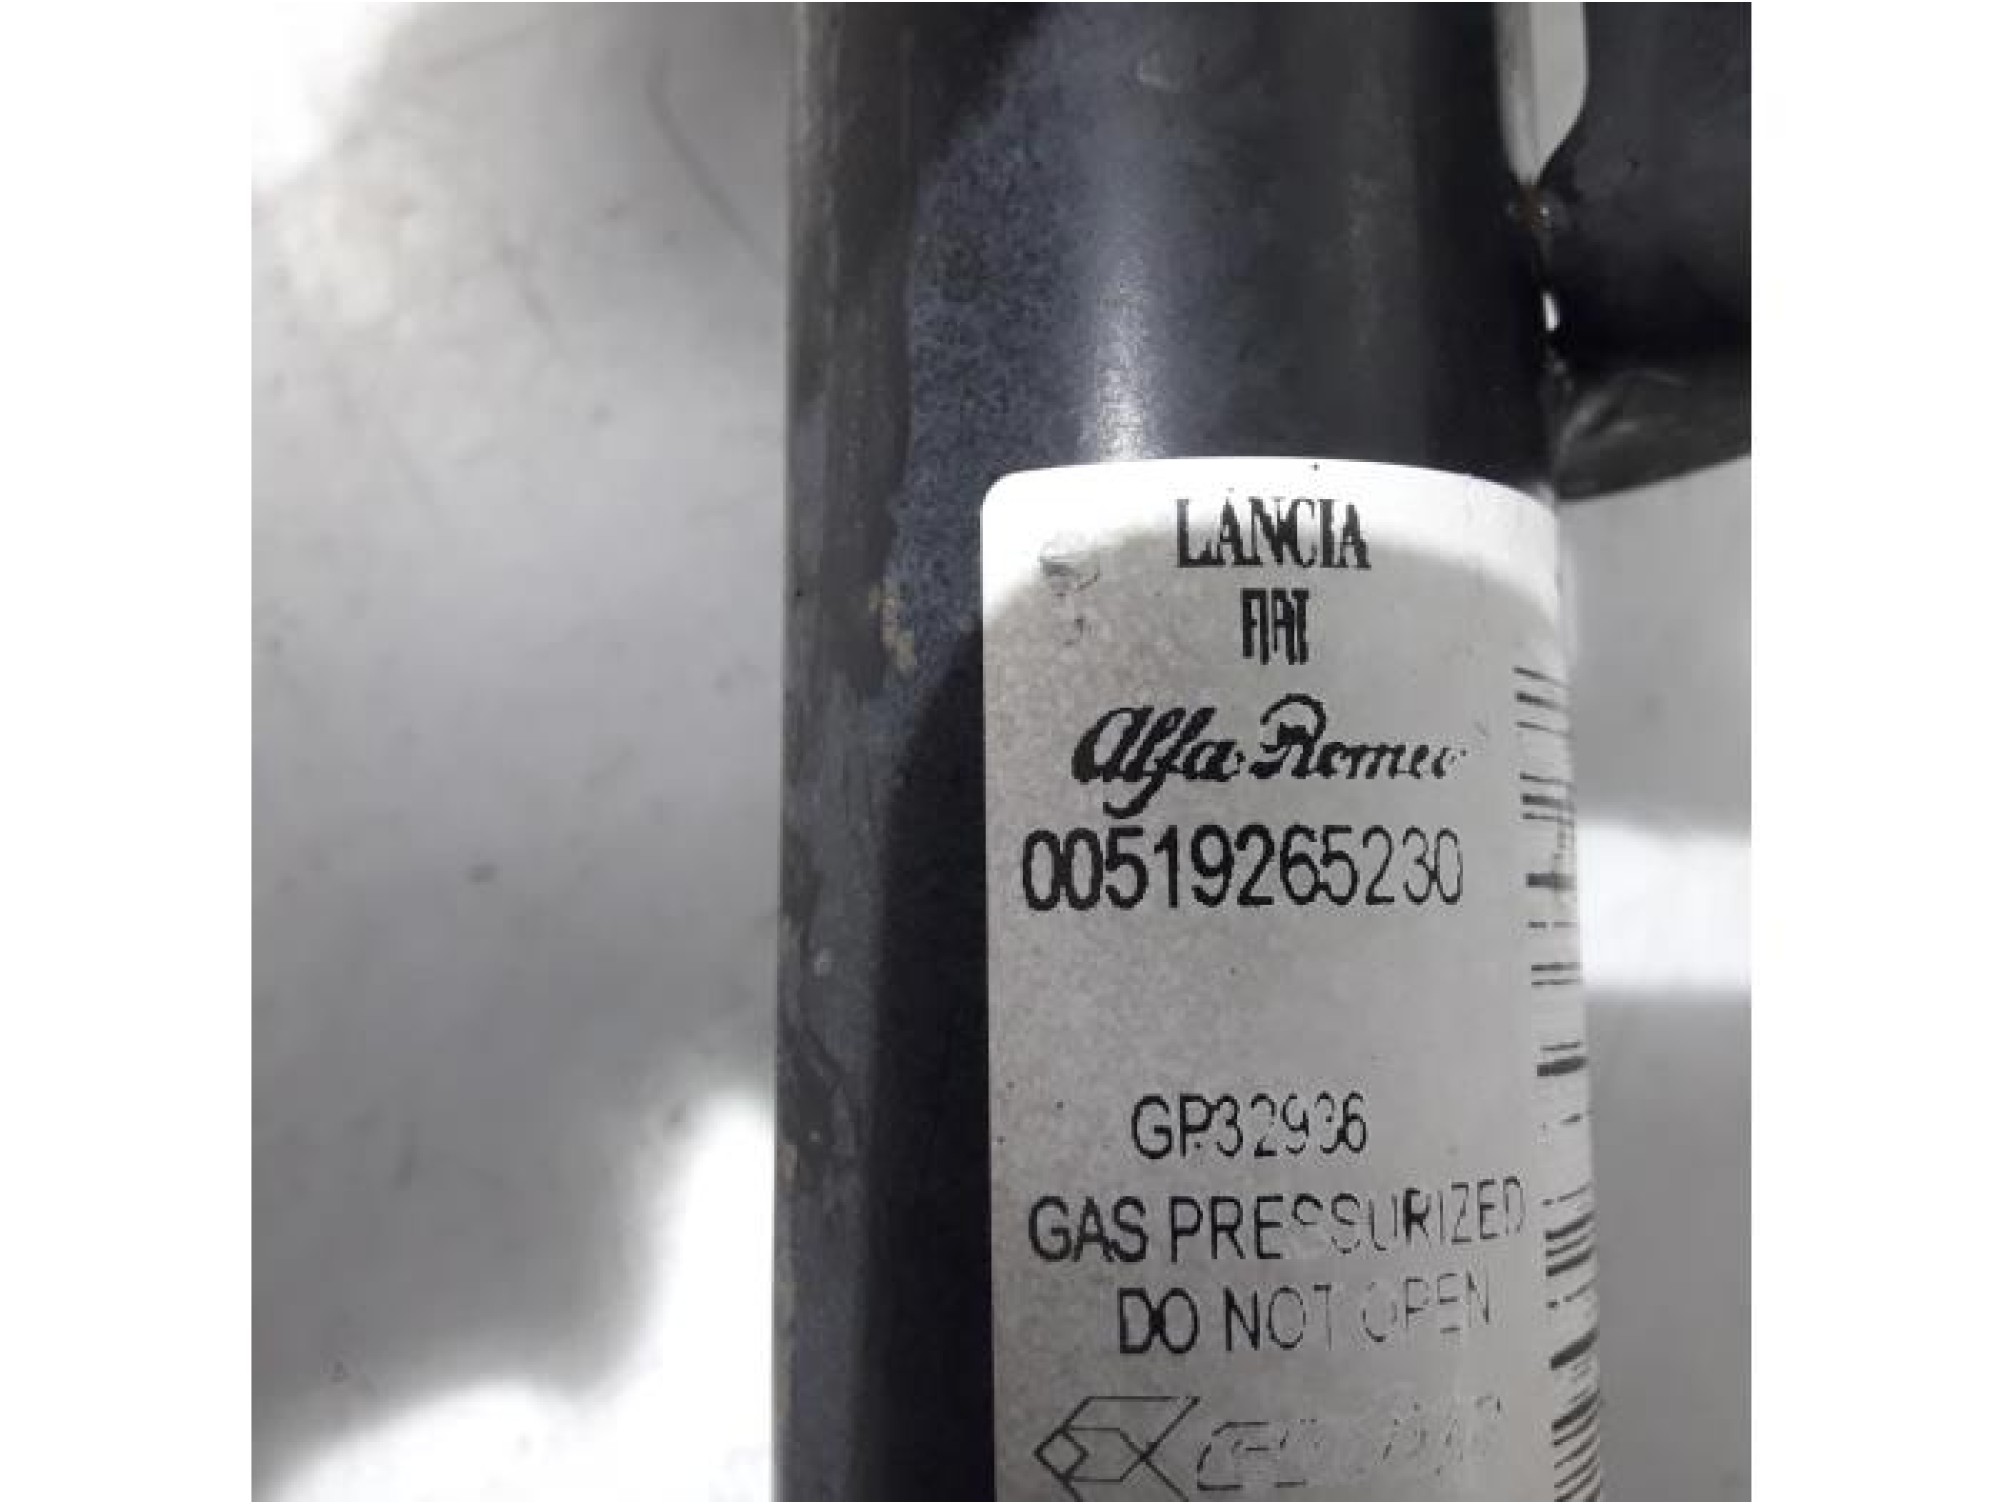 LANCIA
FIAT
Alfa Romeo
00519265230
GP32936
GAS PRESSURIZED
DO NOT OPEN